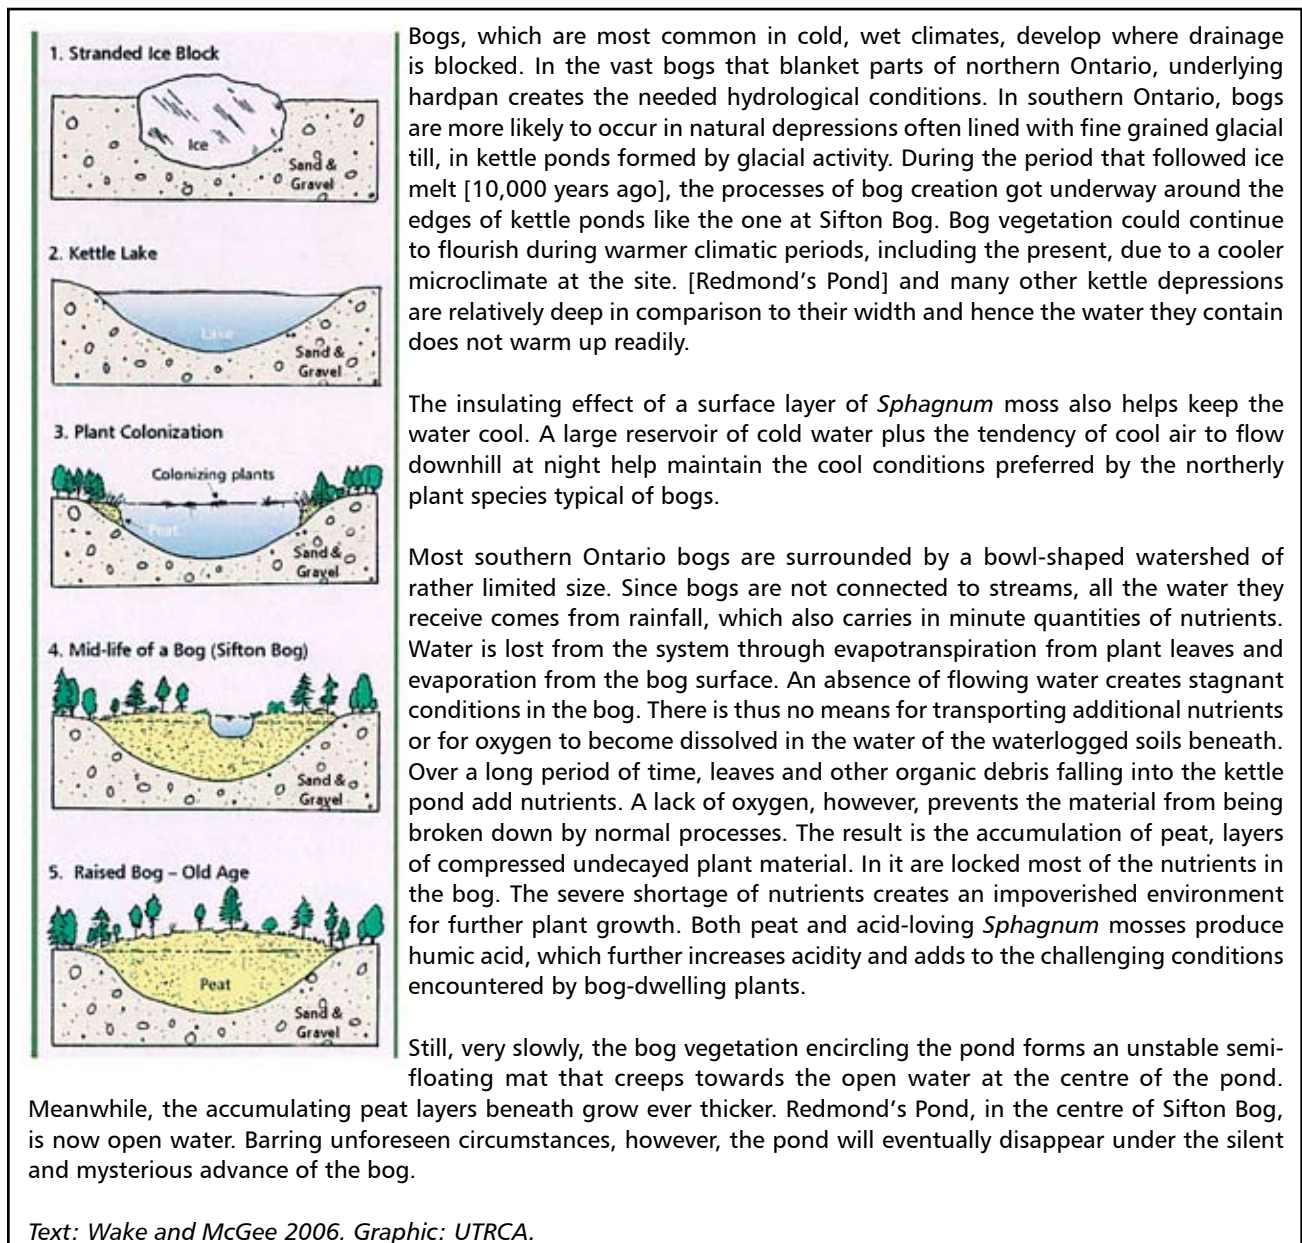 1. Stranded Ice Block
Ice
Sand &
Gravel
2. Kettle Lake
Lake
Sand &
Gravel
3. Plant Colonization
Colonizing plants
Peat
Sand &
Gravel
4. Mid-life of a Bog (Sifton Bog)
Sand &
Gravel
5. Raised Bog – Old Age
Peat
Sand &
Gravel
Bogs, which are most common in cold, wet climates, develop where drainage
is blocked. In the vast bogs that blanket parts of northern Ontario, underlying
hardpan creates the needed hydrological conditions. In southern Ontario, bogs
are more likely to occur in natural depressions often lined with fine grained glacial
till, in kettle ponds formed by glacial activity. During the period that followed ice
melt [10,000 years ago], the processes of bog creation got underway around the
edges of kettle ponds like the one at Sifton Bog. Bog vegetation could continue
to flourish during warmer climatic periods, including the present, due to a cooler
microclimate at the site. [Redmond's Pond] and many other kettle depressions
are relatively deep in comparison to their width and hence the water they contain
does not warm up readily.
The insulating effect of a surface layer of Sphagnum moss also helps keep the
water cool. A large reservoir of cold water plus the tendency of cool air to flow
downhill at night help maintain the cool conditions preferred by the northerly
plant species typical of bogs.
Most southern Ontario bogs are surrounded by a bowl-shaped watershed of
rather limited size. Since bogs are not connected to streams, all the water they
receive comes from rainfall, which also carries in minute quantities of nutrients.
Water is lost from the system through evapotranspiration from plant leaves and
evaporation from the bog surface. An absence of flowing water creates stagnant
conditions in the bog. There is thus no means for transporting additional nutrients
or for oxygen to become dissolved in the water of the waterlogged soils beneath.
Over a long period of time, leaves and other organic debris falling into the kettle
pond add nutrients. A lack of oxygen, however, prevents the material from being
broken down by normal processes. The result is the accumulation of peat, layers
of compressed undecayed plant material. In it are locked most of the nutrients in
the bog. The severe shortage of nutrients creates an impoverished environment
for further plant growth. Both peat and acid-loving Sphagnum mosses produce
humic acid, which further increases acidity and adds to the challenging conditions
encountered by bog-dwelling plants.
Still, very slowly, the bog vegetation encircling the pond forms an unstable semi-
floating mat that creeps towards the open water at the centre of the pond.
Meanwhile, the accumulating peat layers beneath grow ever thicker. Redmond's Pond, in the centre of Sifton Bog,
is now open water. Barring unforeseen circumstances, however, the pond will eventually disappear under the silent
and mysterious advance of the bog.
Text: Wake and McGee 2006. Graphic: UTRCA.